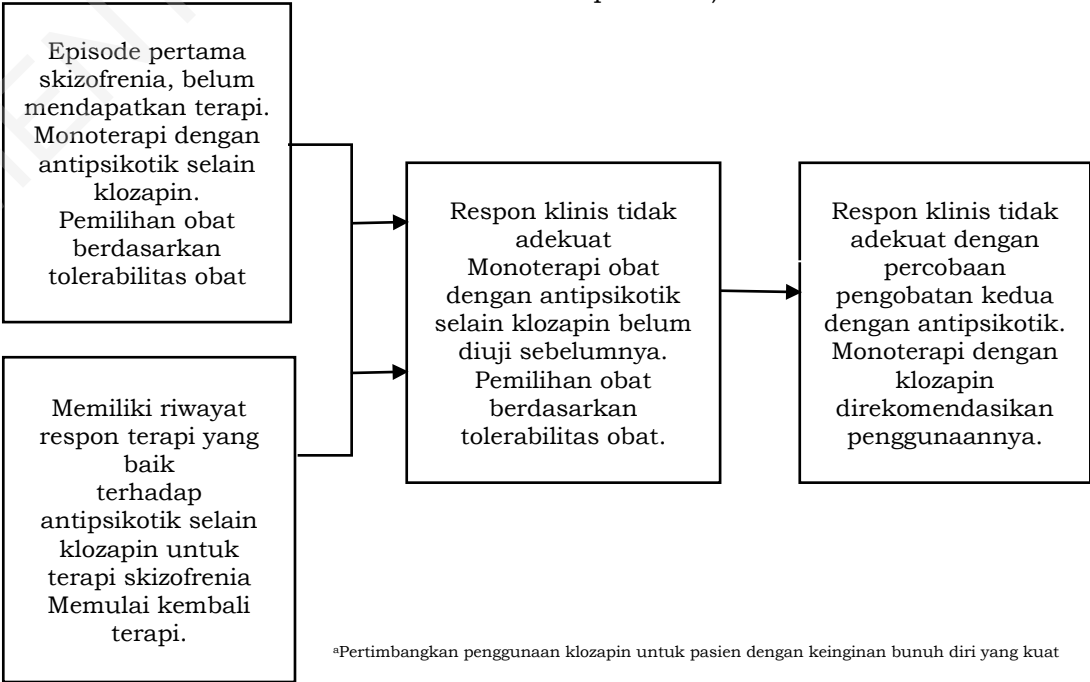 Episode pertama
skizofrenia, belum
mendapatkan terapi.
Monoterapi dengan
antipsikotik selain
klozapin.
Pemilihan obat
berdasarkan
tolerabilitas obat
Memiliki riwayat
respon terapi yang
baik
terhadap
antipsikotik selain
klozapin untuk
terapi skizofrenia
Memulai kembali
terapi.
Respon klinis tidak
adekuat
Monoterapi obat
dengan antipsikotik
selain klozapin belum
diuji sebelumnya.
Pemilihan obat
berdasarkan
tolerabilitas obat.
Respon klinis tidak
adekuat dengan
percobaan
pengobatan kedua
dengan antipsikotik.
Monoterapi dengan
klozapin
direkomendasikan
penggunaannya.
ᵃPertimbangkan penggunaan klozapin untuk pasien dengan keinginan bunuh diri yang kuat